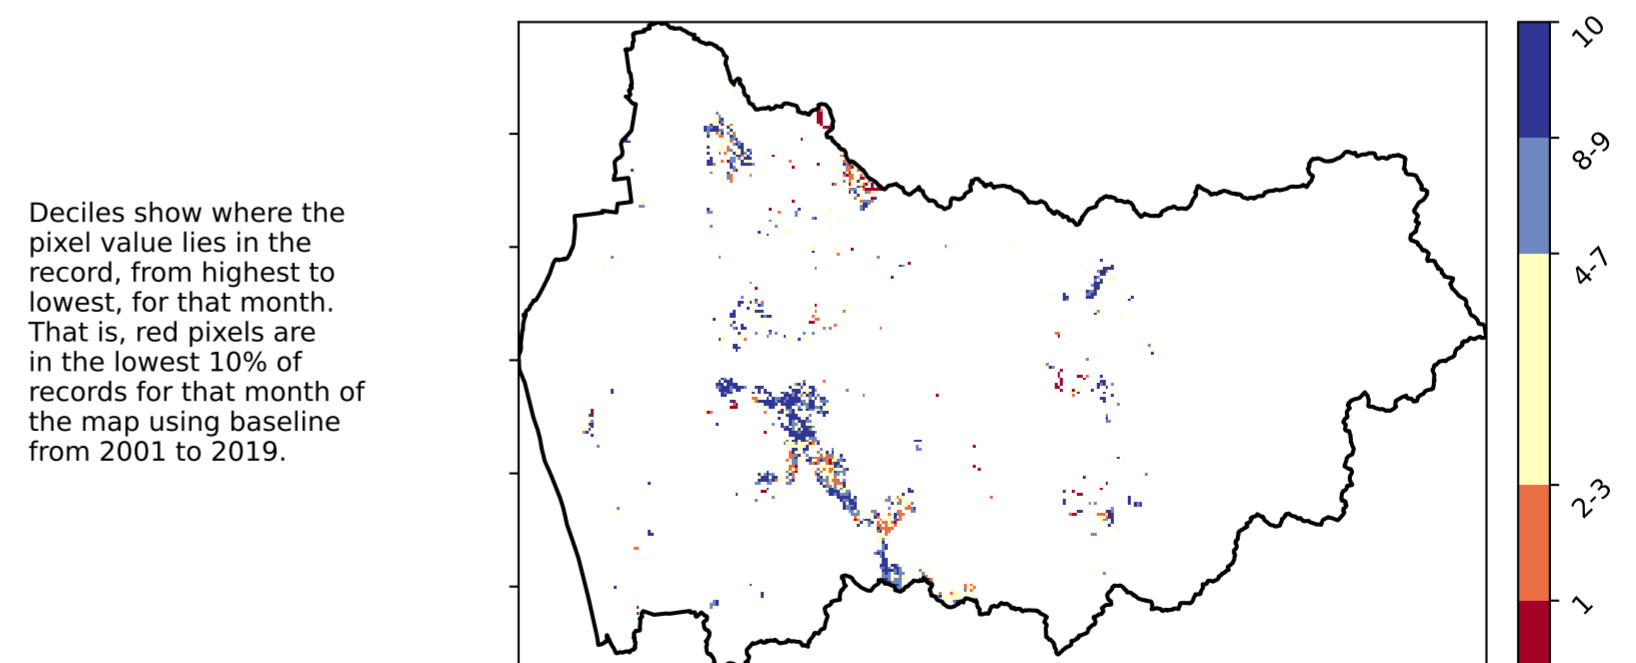 Deciles show where the
pixel value lies in the
record, from highest to
lowest, for that month.
That is, red pixels are
in the lowest 10% of
records for that month of
the map using baseline
from 2001 to 2019.
10
8-9
4-7
2-3
1